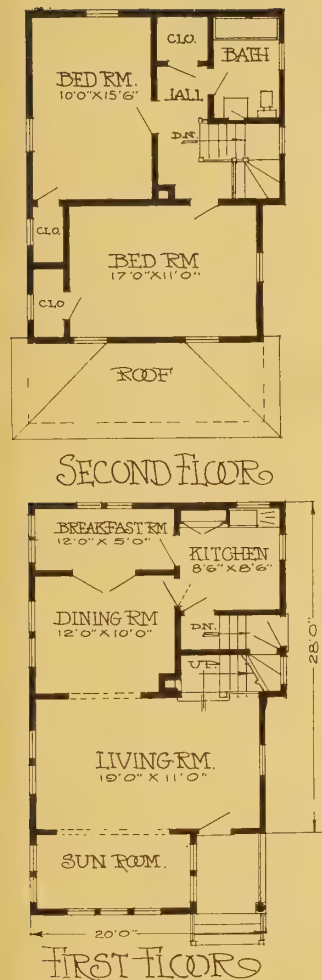 CLO.
BATH
BED RM.
10'0"X15'6"
HALL
DN.
CLO.
BED RM
17'0"X11'0"
CLO
ROOF
SECOND FLOOR
BREAKFAST RM
12'0" X 5'0"
KITCHEN
8'6"X8'6"
DINING RM
12'0"X10'0"
DN.
UP.
28'0"
LIVING RM.
19'0" X 11'0"
SUN ROOM.
20'0"
FIRST FLOOR